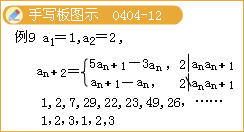 手写板图示 0404-12
例9 a₁=1,a₂=2,
aₙ₊₂={5aₙ₊₁-3aₙ, 2|aₙaₙ₊₁
aₙ₊₁-aₙ, 2∤aₙaₙ₊₁
1,2,7,29,22,23,49,26,……
1,2,3,1,2,3